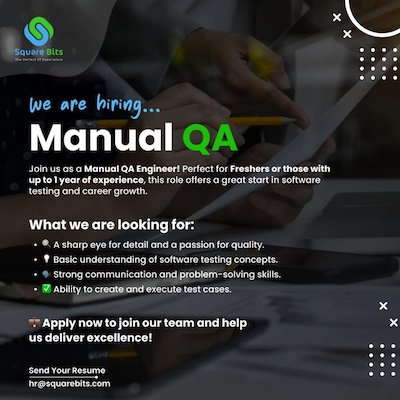 Square Bits
The Perfect IT Experience
We are hiring...
Manual QA
Join us as a Manual QA Engineer! Perfect for Freshers or those with
up to 1 year of experience, this role offers a great start in software
testing and career growth.
What we are looking for:
• 🔍 A sharp eye for detail and a passion for quality.
• 💡 Basic understanding of software testing concepts.
• 🗣️ Strong communication and problem-solving skills.
• ✅ Ability to create and execute test cases.
Apply now to join our team and help
us deliver excellence!
Send Your Resume
hr@squarebits.com